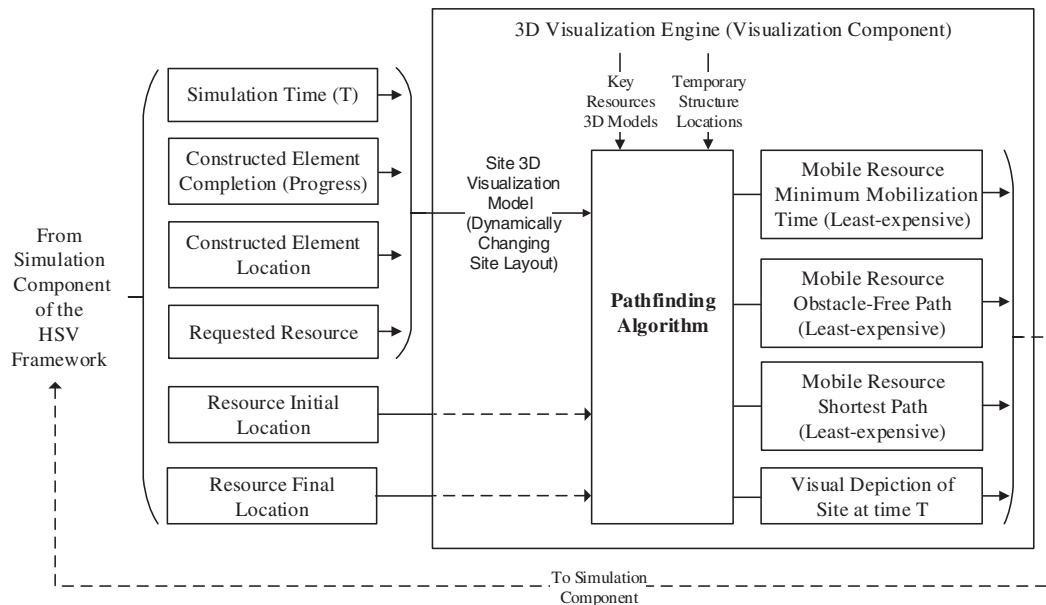 3D Visualization Engine (Visualization Component)
Key
Resources
3D Models
Temporary
Structure
Locations
From
Simulation
Component
of the
HSV
Framework
Simulation Time (T)
Constructed Element
Completion (Progress)
Constructed Element
Location
Requested Resource
Resource Initial
Location
Resource Final
Location
Site 3D
Visualization
Model
(Dynamically
Changing
Site Layout)
Pathfinding
Algorithm
Mobile Resource
Minimum Mobilization
Time (Least-expensive)
Mobile Resource
Obstacle-Free Path
(Least-expensive)
Mobile Resource
Shortest Path
(Least-expensive)
Visual Depiction of
Site at time T
To Simulation
Component